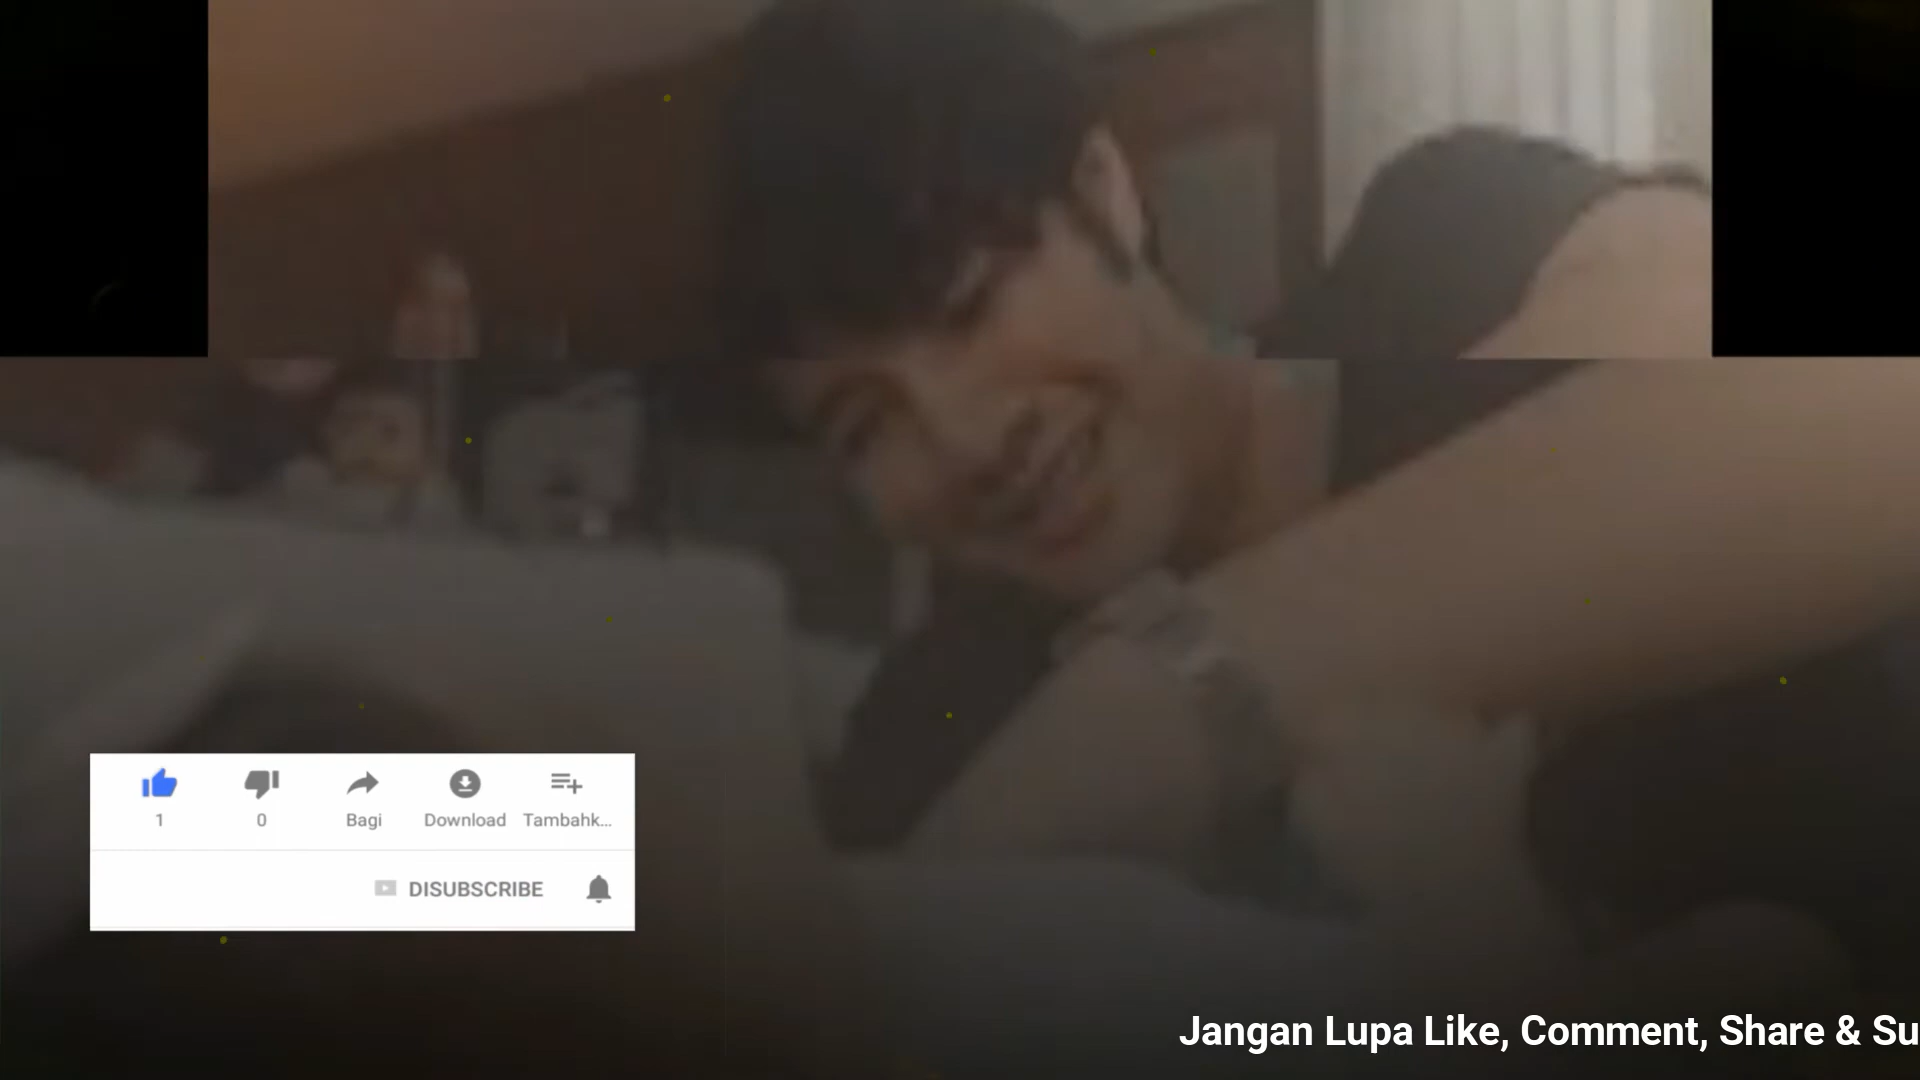 1 0 Bagi Download Tambahk...
DISUBSCRIBE
Jangan Lupa Like, Comment, Share & Su